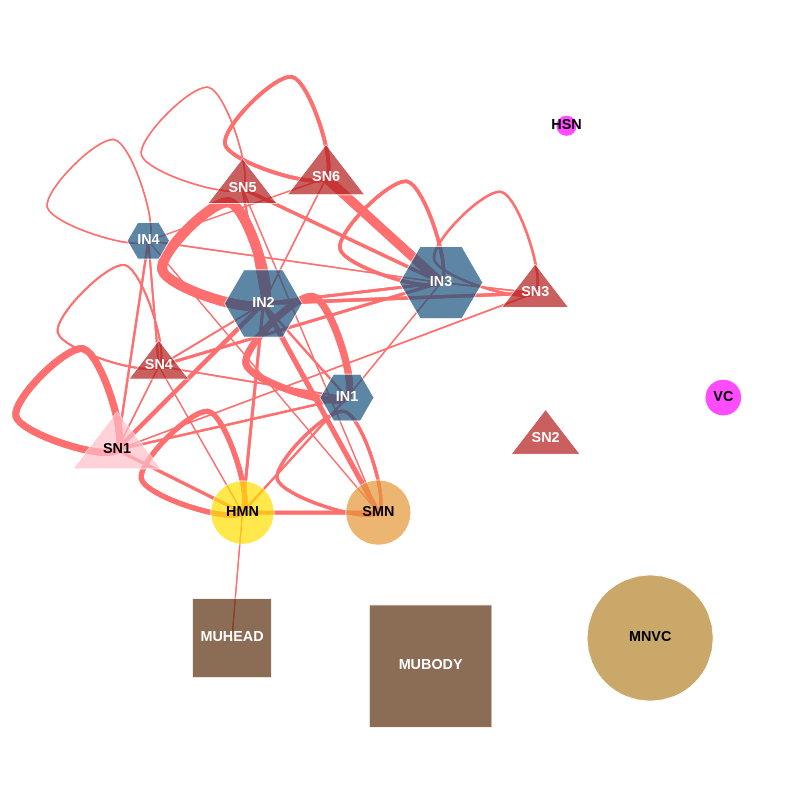 HSN
SN6
SN5
IN4
IN3
SN3
IN2
SN4
IN1
VC
SN2
SN1
HMN
SMN
MUHEAD
MNVC
MUBODY